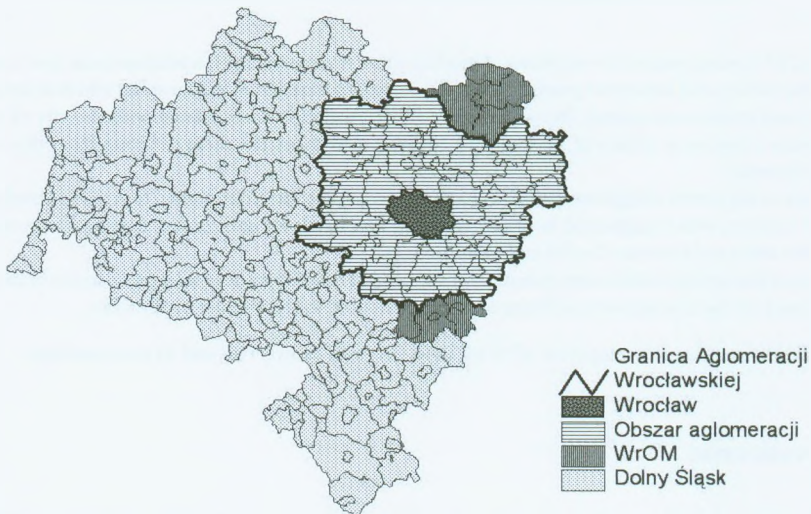 Granica Aglomeracji
Wrocławskiej
Wrocław
Obszar aglomeracji
WrOM
Dolny Śląsk